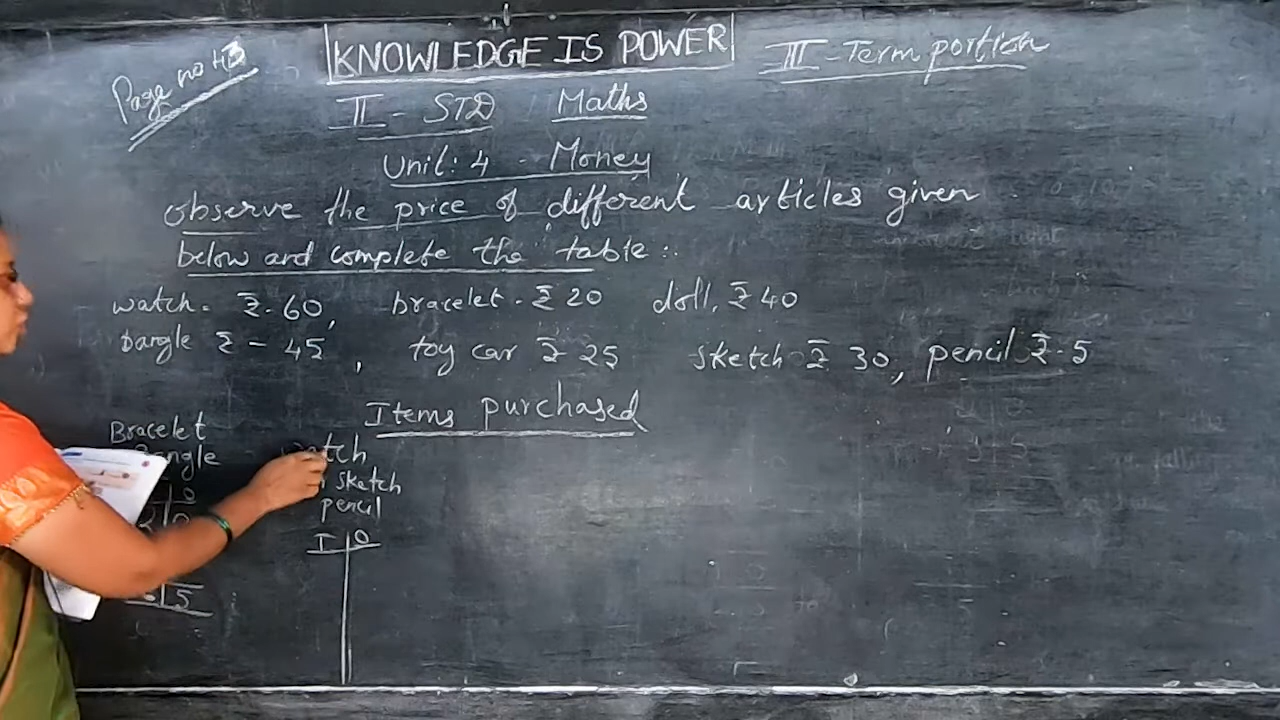 KNOWLEDGE IS POWER
III - Term portion
Page no 43
II - STD Maths
Unit: 4 - Money
Observe the price of different articles given
below and complete the table :.
watch - ₹. 60, bracelet - ₹ 20 doll, ₹ 40
Bangle ₹ - 45, toy car ₹ 25 sketch ₹ 30, pencil ₹. 5
Items purchased
Bracelet
sketch
pencil
T O
5